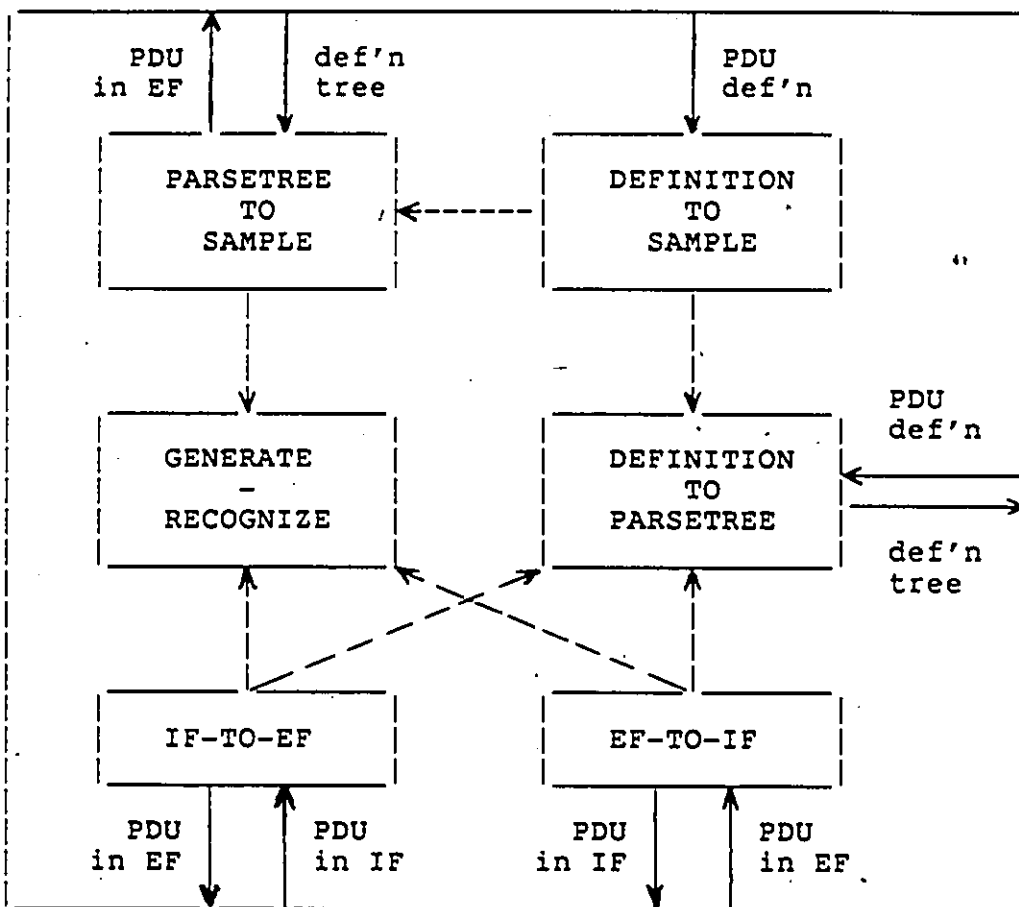 PDU
in EF
def'n
tree
PDU
def'n
PARSETREE
TO
SAMPLE
DEFINITION
TO
SAMPLE
GENERATE
-
RECOGNIZE
DEFINITION
TO
PARSETREE
PDU
def'n
def'n
tree
IF-TO-EF
EF-TO-IF
PDU
in EF
PDU
in IF
PDU
in IF
PDU
in EF